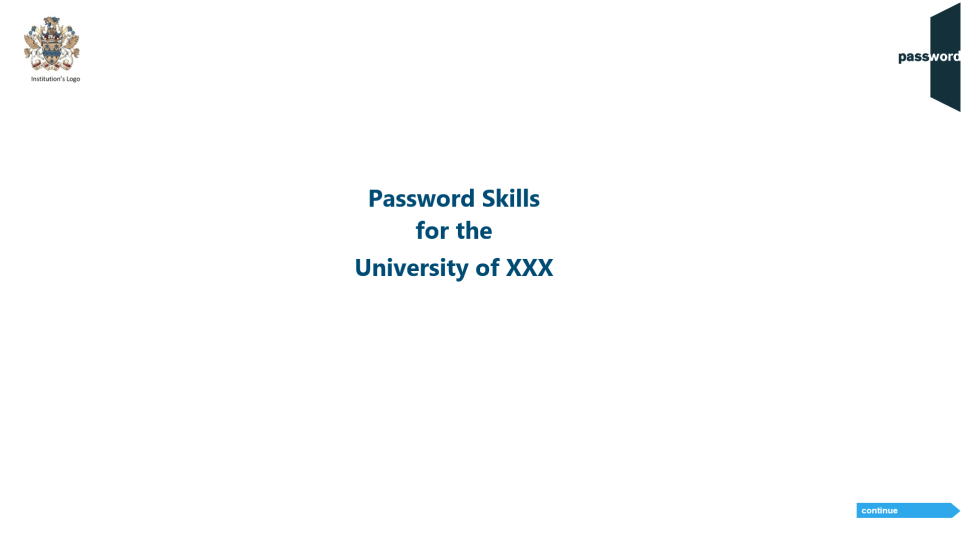 Institution's Logo
password
Password Skills
for the
University of XXX
continue